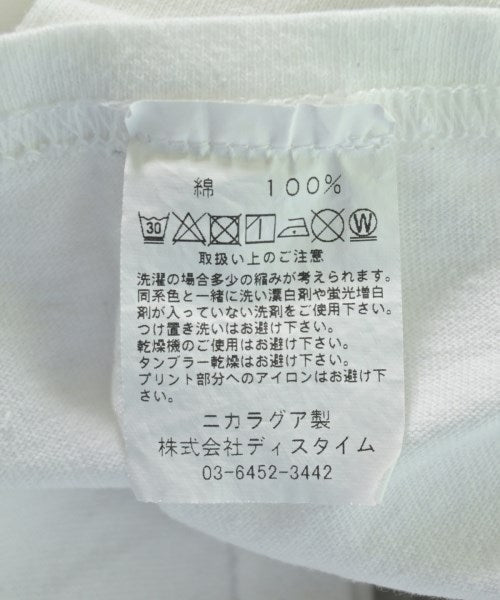 綿 100%
30 W
取扱い上のご注意
洗濯の場合多少の縮みが考えられます。
同系色と一緒に洗い漂白剤や蛍光増白
剤が入っていない洗剤をご使用下さい。
つけ置き洗いはお避け下さい。
乾燥機のご使用はお避け下さい。
タンブラー乾燥はお避け下さい。
プリント部分へのアイロンはお避け下
さい。
ニカラグア製
株式会社ディスタイム
03-6452-3442